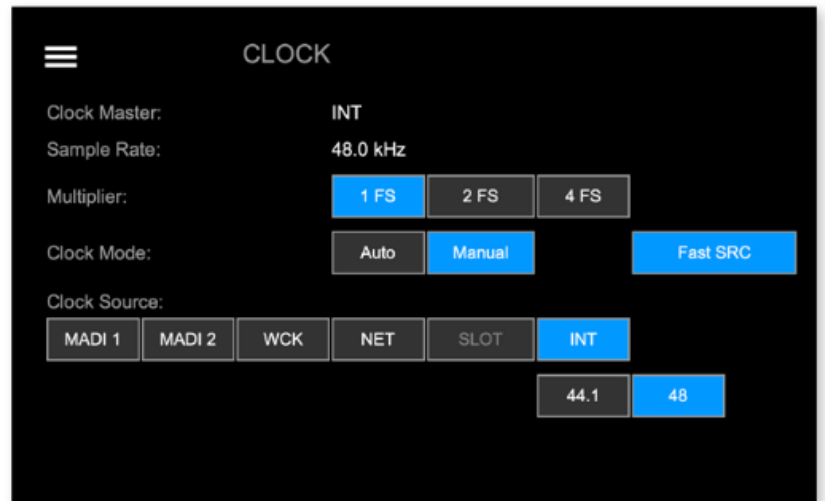 CLOCK
Clock Master: INT
Sample Rate: 48.0 kHz
Multiplier: 1 FS 2 FS 4 FS
Clock Mode: Auto Manual Fast SRC
Clock Source:
MADI 1 MADI 2 WCK NET SLOT INT
44.1 48